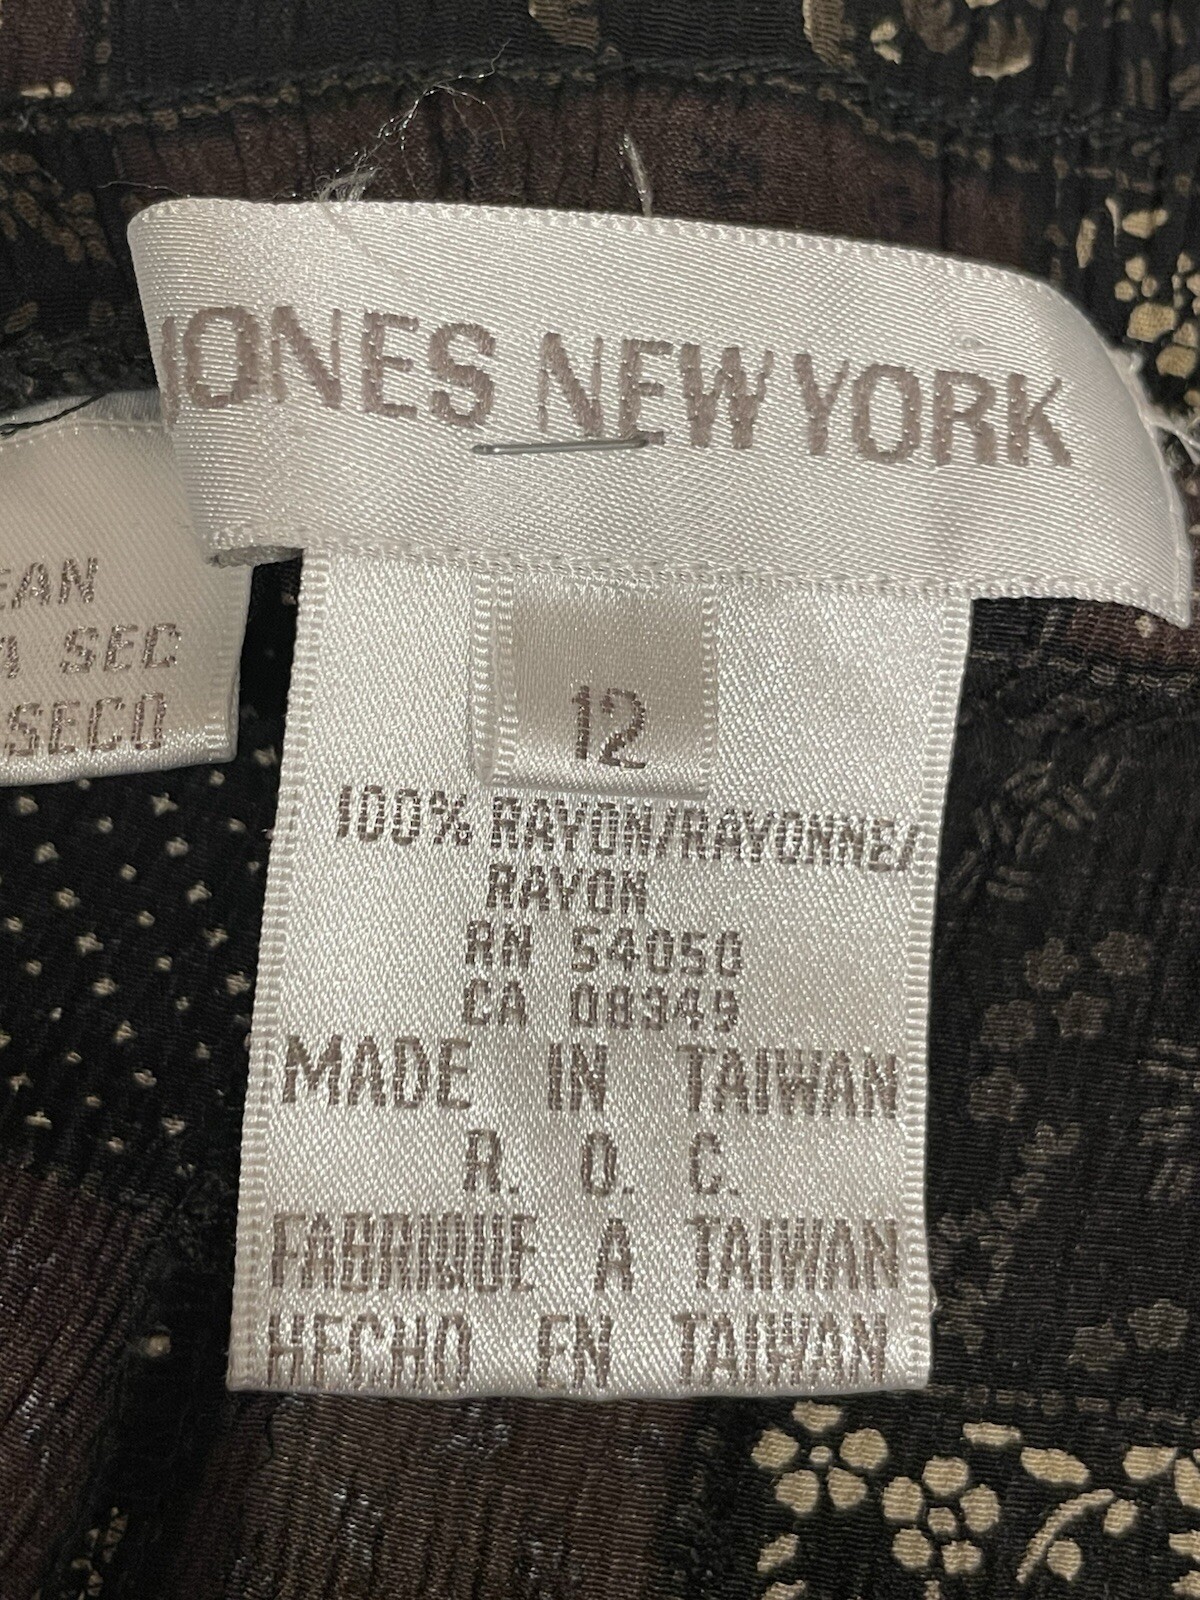 JONES NEW YORK
12
100% RAYON/RAYONNE/
RAYON
RN 54050
CA 08349
MADE IN TAIWAN
R. O. C.
FABRIQUE A TAIWAN
HECHO EN TAIWAN
SEC
SECO